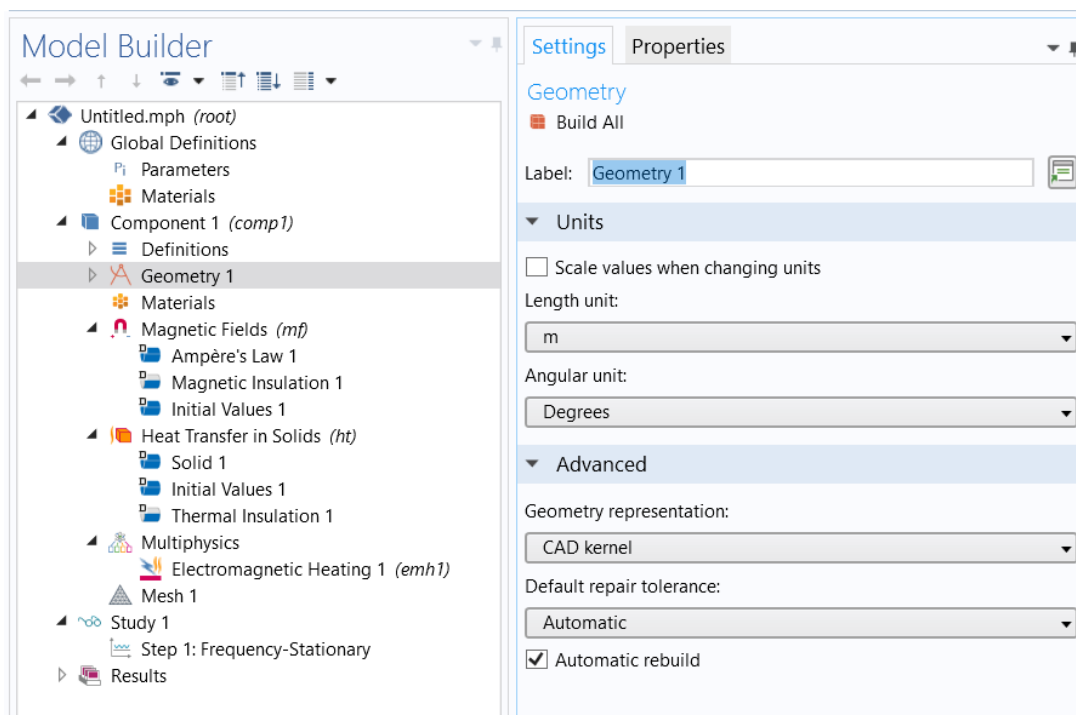 Model Builder
Untitled.mph (root)
Global Definitions
Pi Parameters
Materials
Component 1 (comp1)
Definitions
Geometry 1
Materials
Magnetic Fields (mf)
Ampère's Law 1
Magnetic Insulation 1
Initial Values 1
Heat Transfer in Solids (ht)
Solid 1
Initial Values 1
Thermal Insulation 1
Multiphysics
Electromagnetic Heating 1 (emh1)
Mesh 1
Study 1
Step 1: Frequency-Stationary
Results
Settings Properties
Geometry
Build All
Label: Geometry 1
Units
Scale values when changing units
Length unit:
m
Angular unit:
Degrees
Advanced
Geometry representation:
CAD kernel
Default repair tolerance:
Automatic
Automatic rebuild